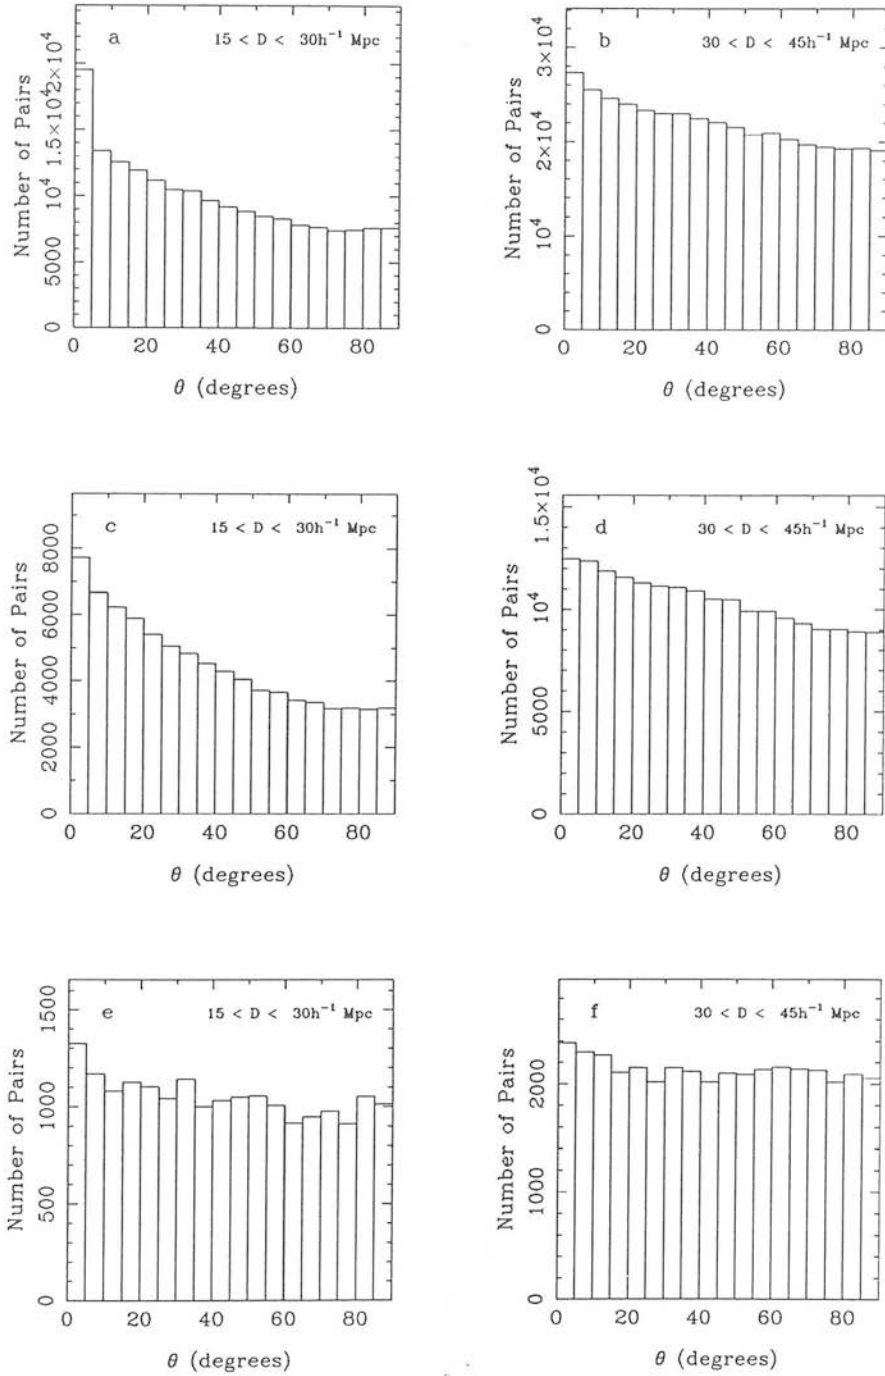 a 15 < D < 30h⁻¹ Mpc
Number of Pairs
0 5000 10⁴ 1.5×10⁴ 2×10⁴
0 20 40 60 80
θ (degrees)
b 30 < D < 45h⁻¹ Mpc
Number of Pairs
0 10⁴ 2×10⁴ 3×10⁴
0 20 40 60 80
θ (degrees)
c 15 < D < 30h⁻¹ Mpc
Number of Pairs
0 2000 4000 6000 8000
0 20 40 60 80
θ (degrees)
d 30 < D < 45h⁻¹ Mpc
Number of Pairs
0 5000 10⁴ 1.5×10⁴
0 20 40 60 80
θ (degrees)
e 15 < D < 30h⁻¹ Mpc
Number of Pairs
0 500 1000 1500
0 20 40 60 80
θ (degrees)
f 30 < D < 45h⁻¹ Mpc
Number of Pairs
0 1000 2000
0 20 40 60 80
θ (degrees)